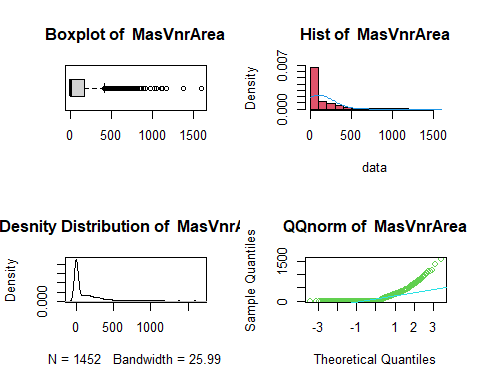 Boxplot of MasVnrArea
0 500 1000 1500
Hist of MasVnrArea
Density
0.000 0.007
0 500 1000 1500
data
Desnity Distribution of MasVnrA
Density
0.000
0 500 1000
N = 1452 Bandwidth = 25.99
QQnorm of MasVnrArea
Sample Quantiles
0 1500
-3 -1 1 2 3
Theoretical Quantiles